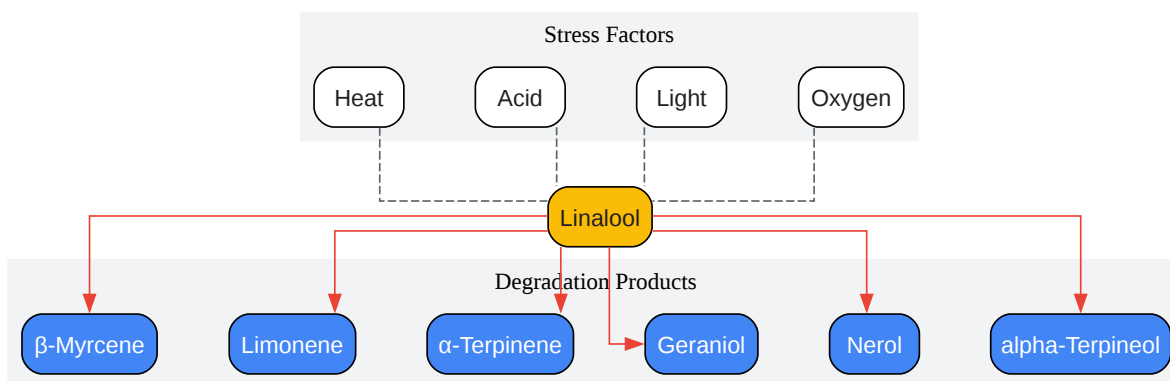 Stress Factors
Heat
Acid
Light
Oxygen
Linalool
Degradation Products
β-Myrcene
Limonene
α-Terpinene
Geraniol
Nerol
alpha-Terpineol